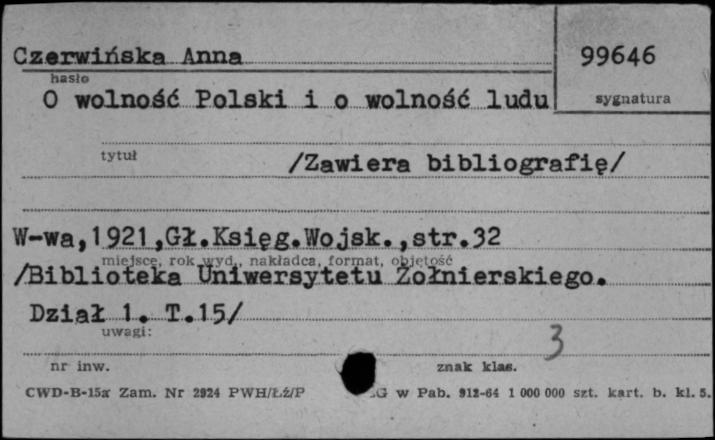 Czerwińska Anna 99646
hasło
O wolność Polski i o wolność ludu sygnatura
tytuł
/Zawiera bibliografię/
W-wa,1921,Gł.Księg.Wojsk.,str.32
miejsce, rok wyd., nakładca, format, objętość
/Biblioteka Uniwersytetu Żołnierskiego.
Dział 1. T.15/
uwagi:
3
nr inw. znak klas.
CWD-B-15a Zam. Nr 2924 PWH/Łź/P G w Pab. 912-64 1 000 000 szt. kart. b. kl. 5.